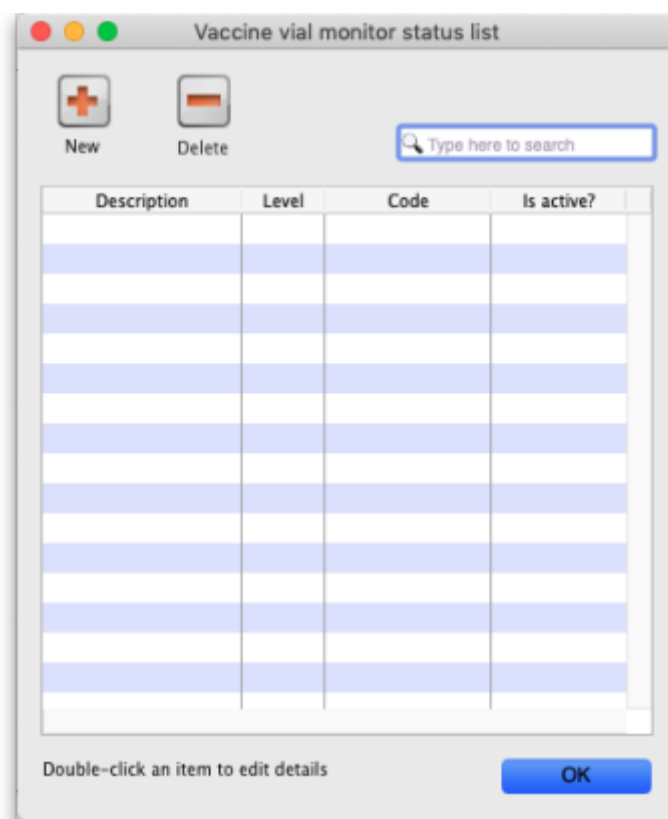 Vaccine vial monitor status list
New Delete
Type here to search
Description Level Code Is active?
Double-click an item to edit details
OK